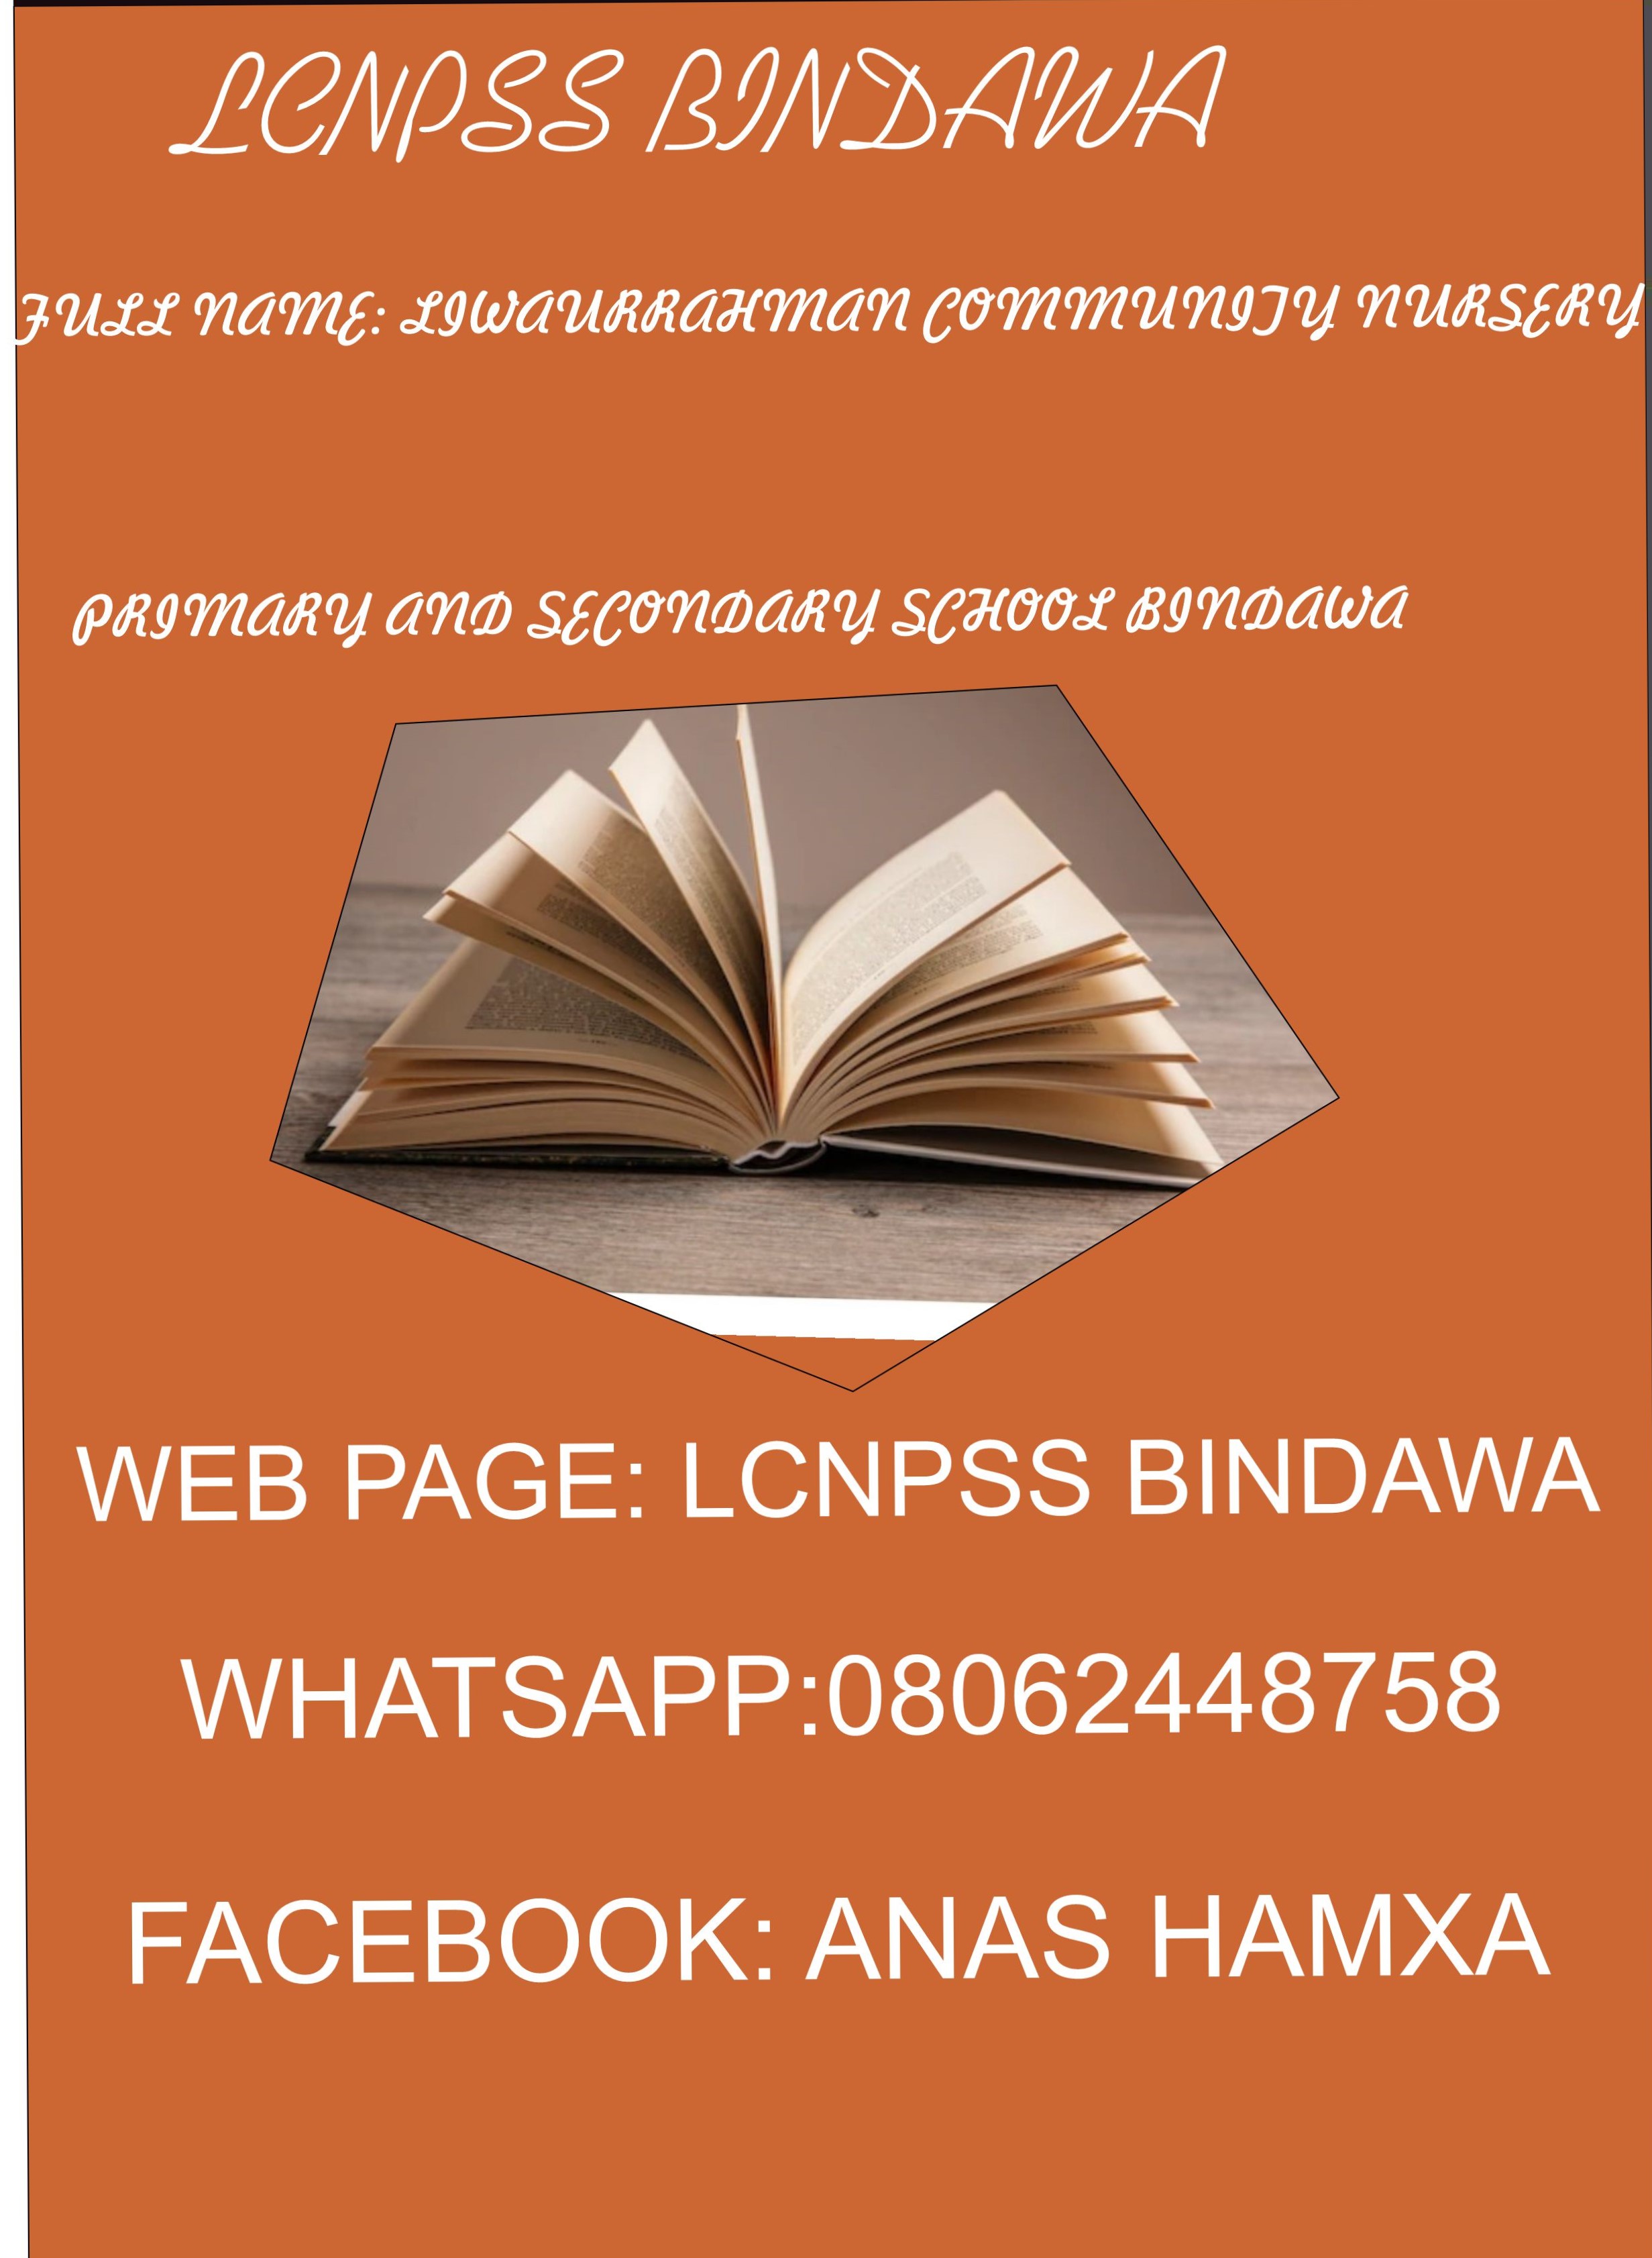 LCNPSS BINDAWA
FULL NAME: LIWAURRAHMAN COMMUNITY NURSERY
PRIMARY AND SECONDARY SCHOOL BINDAWA
WEB PAGE: LCNPSS BINDAWA
WHATSAPP:08062448758
FACEBOOK: ANAS HAMXA